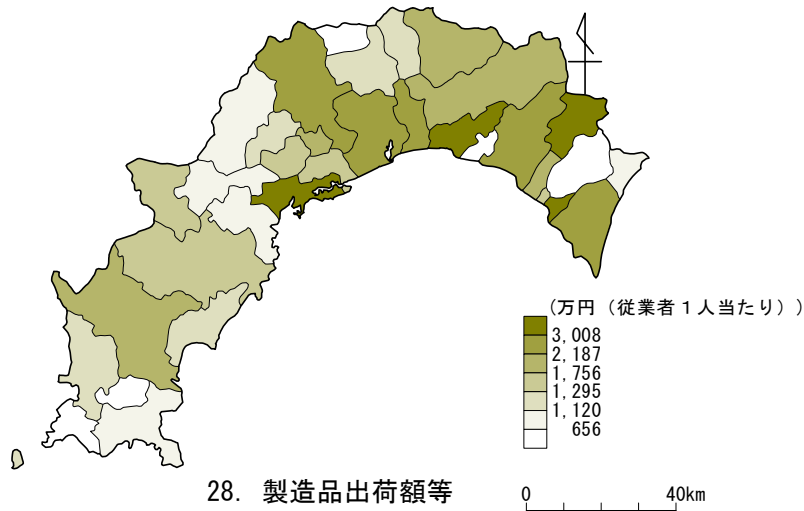 (万円（従業者１人当たり）)
3,008
2,187
1,756
1,295
1,120
656
28. 製造品出荷額等
0 40km